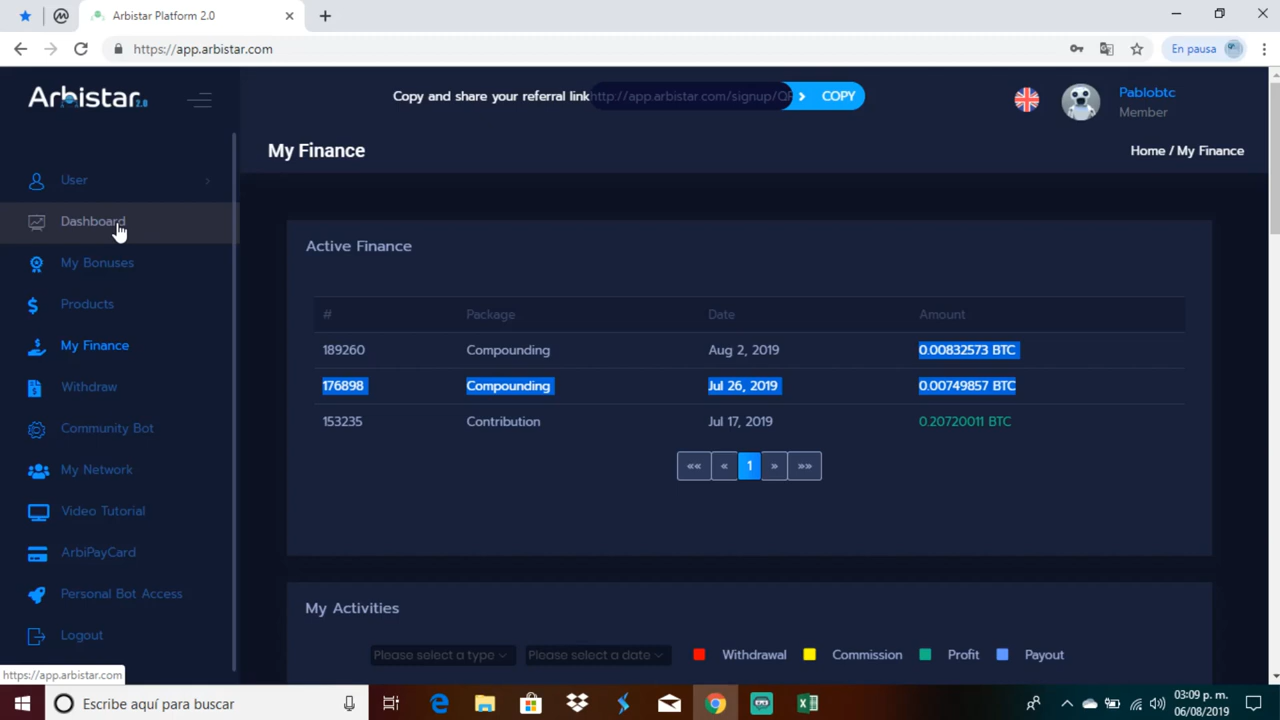 Arbistar Platform 2.0
https://app.arbistar.com
En pausa
Arbistar 2.0
Copy and share your referral link http://app.arbistar.com/signup/ COPY
Pablobtc
Member
My Finance
Home / My Finance
User
Dashboard
My Bonuses
Products
My Finance
Withdraw
Community Bot
My Network
Video Tutorial
ArbiPayCard
Personal Bot Access
Logout
Active Finance
# Package Date Amount
189260 Compounding Aug 2, 2019 0.00832573 BTC
176898 Compounding Jul 26, 2019 0.00749857 BTC
153235 Contribution Jul 17, 2019 0.20720011 BTC
«« « 1 » »»
My Activities
Please select a type Please select a date Withdrawal Commission Profit Payout
https://app.arbistar.com
Escribe aquí para buscar
03:09 p. m.
06/08/2019